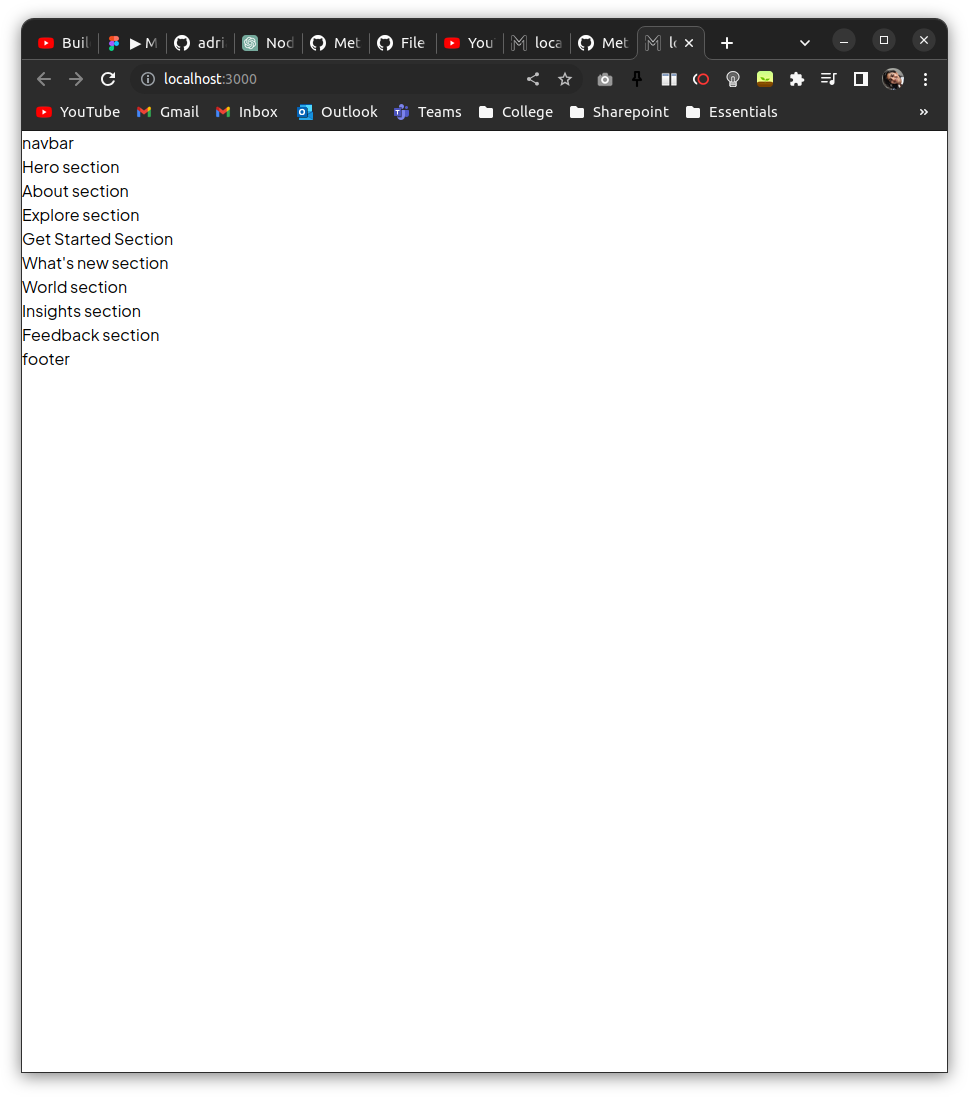 Buil
▶ M
adri
Nod
Met
File
You
loca
Met
lo
localhost:3000
YouTube Gmail Inbox Outlook Teams College Sharepoint Essentials »
navbar
Hero section
About section
Explore section
Get Started Section
What's new section
World section
Insights section
Feedback section
footer